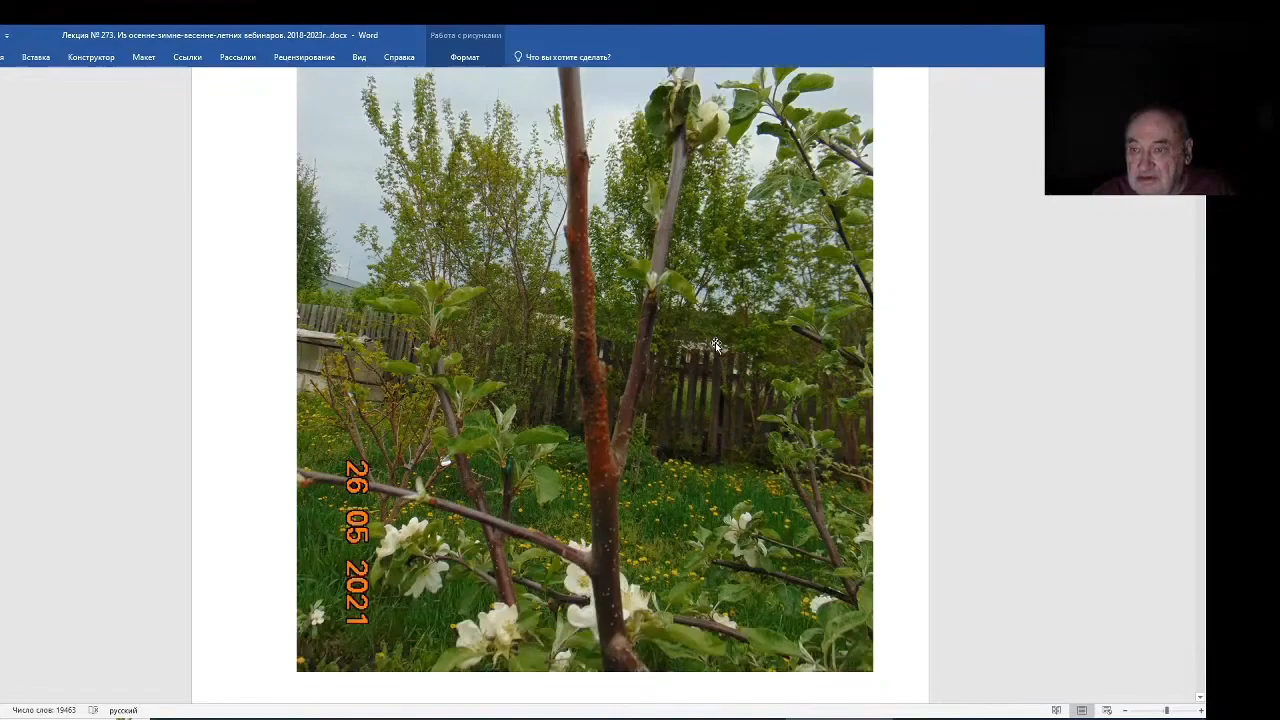 Лекция № 273. Из осенне-зимне-весенне-летних вебинаров. 2018-2023г..docx - Word
Работа с рисунками
Вставка Конструктор Макет Ссылки Рассылки Рецензирование Вид Справка Формат Что вы хотите сделать?
26 05 2021
Число слов: 19463 русский